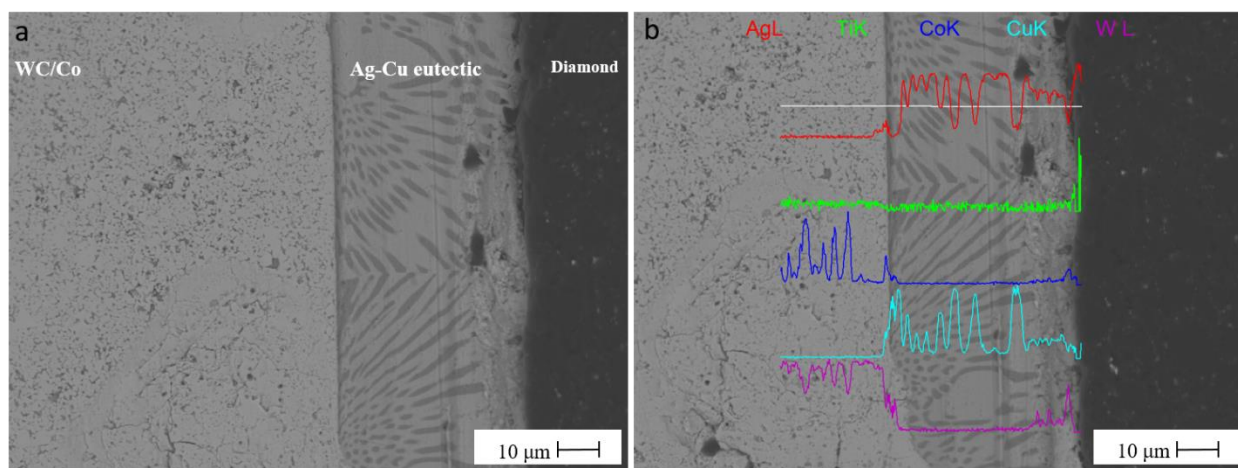 a
WC/Co Ag-Cu eutectic Diamond
10 μm
b
AgL TiK CoK CuK W L
10 μm